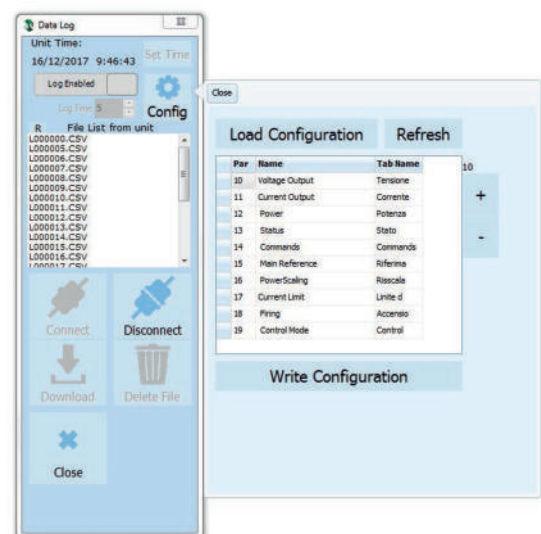 Data Log
Unit Time:
16/12/2017 9:46:43
Set Time
Log Enabled
Log Time 5
Config
R File List from unit
L000000.CSV
L000005.CSV
L000006.CSV
L000007.CSV
L000008.CSV
L000009.CSV
L000010.CSV
L000011.CSV
L000012.CSV
L000013.CSV
L000014.CSV
L000015.CSV
L000016.CSV
L000017.CSV
Connect
Disconnect
Download
Delete File
Close
Close
Load Configuration
Refresh
Par Name Tab Name
10 Voltage Output Tensione
11 Current Output Corrente
12 Power Potenza
13 Status Stato
14 Commands Commands
15 Main Reference Riferima
16 PowerScaling Risscala
17 Current Limit Linite d
18 Firing Accensio
19 Control Mode Control
10
+
-
Write Configuration